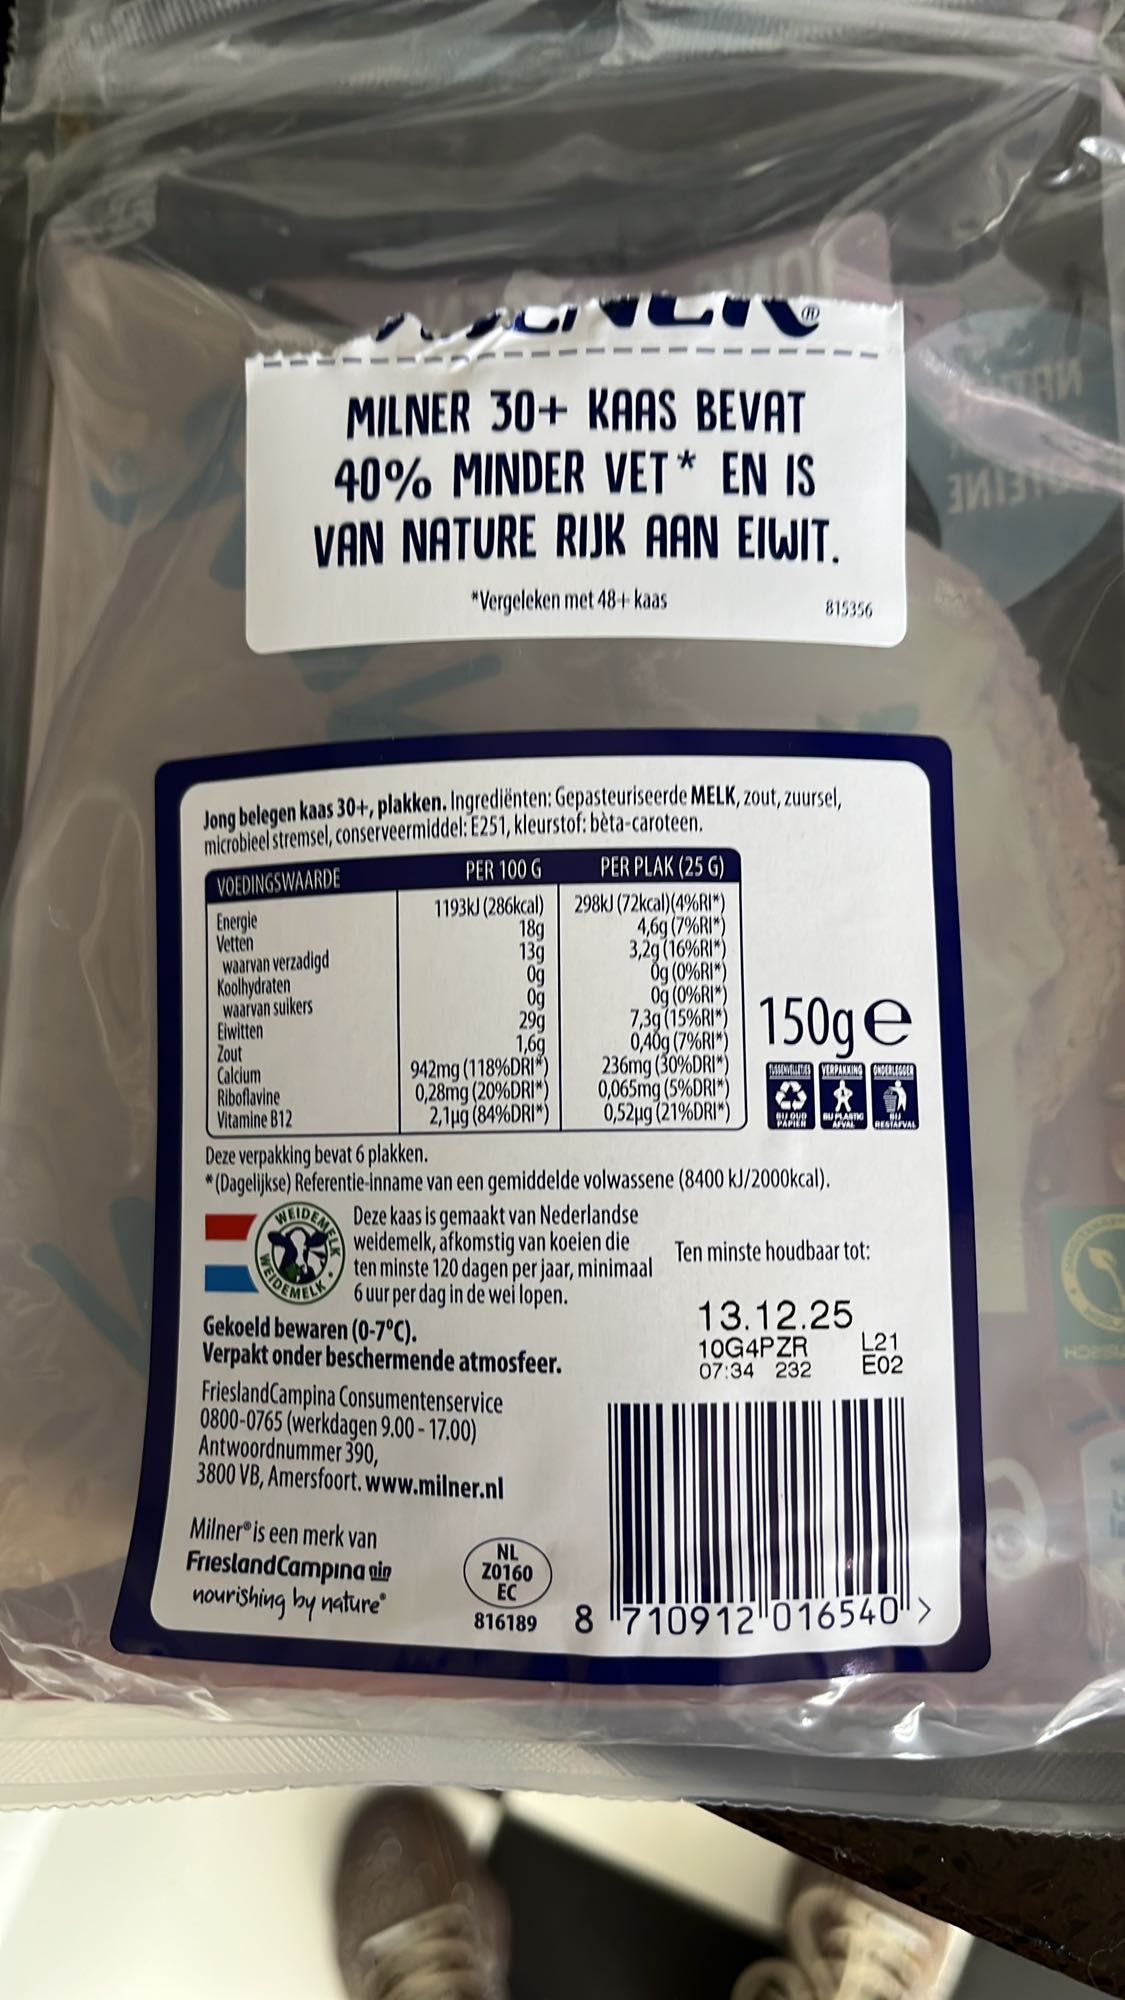 MILNER®
MILNER 30+ KAAS BEVAT
40% MINDER VET* EN IS
VAN NATURE RIJK AAN EIWIT.
*Vergeleken met 48+ kaas
815356
Jong belegen kaas 30+, plakken. Ingrediënten: Gepasteuriseerde MELK, zout, zuursel,
microbieel stremsel, conserveermiddel: E251, kleurstof: bèta-caroteen.
VOEDINGSWAARDE PER 100 G PER PLAK (25 G)
Energie 1193kJ (286kcal) 298kJ (72kcal)(4%RI*)
Vetten 18g 4,6g (7%RI*)
waarvan verzadigd 13g 3,2g (16%RI*)
Koolhydraten 0g 0g (0%RI*)
waarvan suikers 0g 0g (0%RI*)
Eiwitten 29g 7,3g (15%RI*)
Zout 1,6g 0,40g (7%RI*)
Calcium 942mg (118%DRI*) 236mg (30%DRI*)
Riboflavine 0,28mg (20%DRI*) 0,065mg (5%DRI*)
Vitamine B12 2,1µg (84%DRI*) 0,52µg (21%DRI*)
150g e
TUSSENVELLETJES VERPAKKING ONDERLEGGER
BIJ OUD PAPIER BIJ PLASTIC AFVAL BIJ RESTAFVAL
Deze verpakking bevat 6 plakken.
*(Dagelijkse) Referentie-inname van een gemiddelde volwassene (8400 kJ/2000kcal).
WEIDEMELK • WEIDEMELK •
Deze kaas is gemaakt van Nederlandse
weidemelk, afkomstig van koeien die
ten minste 120 dagen per jaar, minimaal
6 uur per dag in de wei lopen.
Ten minste houdbaar tot:
13.12.25
10G4PZR L21
07:34 232 E02
Gekoeld bewaren (0-7°C).
Verpakt onder beschermende atmosfeer.
FrieslandCampina Consumentenservice
0800-0765 (werkdagen 9.00 - 17.00)
Antwoordnummer 390,
3800 VB, Amersfoort. www.milner.nl
Milner® is een merk van
FrieslandCampina
nourishing by nature®
NL
Z0160
EC
816189
8 710912 016540 >